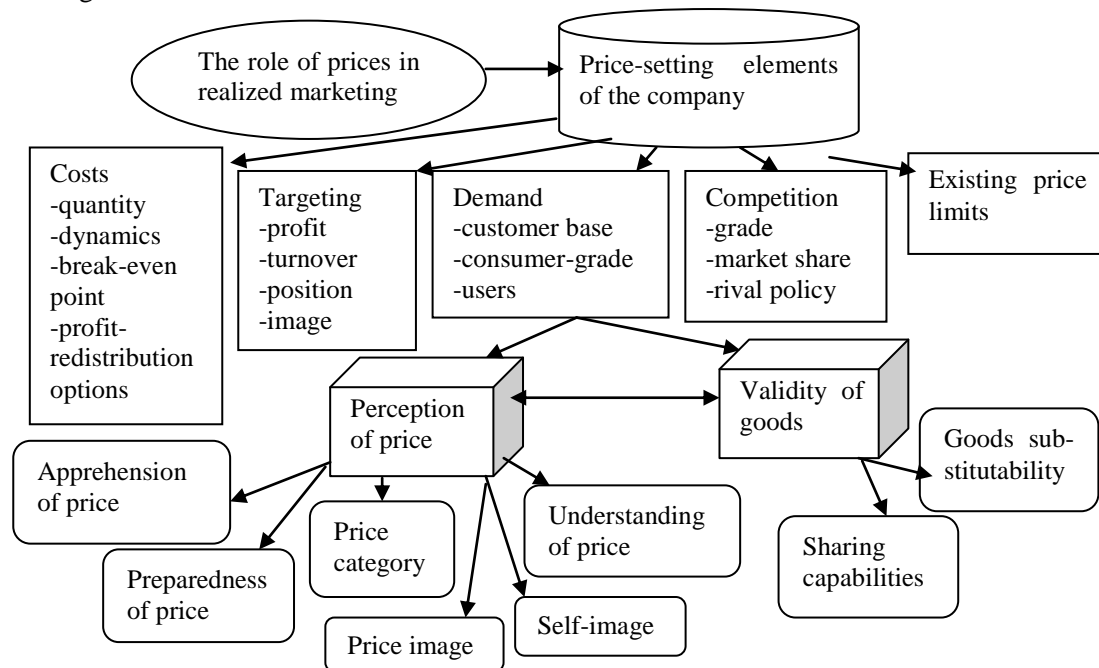 The role of prices in
realized marketing
Price-setting elements
of the company
Costs
-quantity
-dynamics
-break-even
point
-profit-
redistribution
options
Targeting
-profit
-turnover
-position
-image
Demand
-customer base
-consumer-grade
-users
Competition
-grade
-market share
-rival policy
Existing price
limits
Perception
of price
Validity of
goods
Apprehension
of price
Preparedness
of price
Price
category
Price image
Self-image
Understanding
of price
Sharing
capabilities
Goods sub-
stitutability